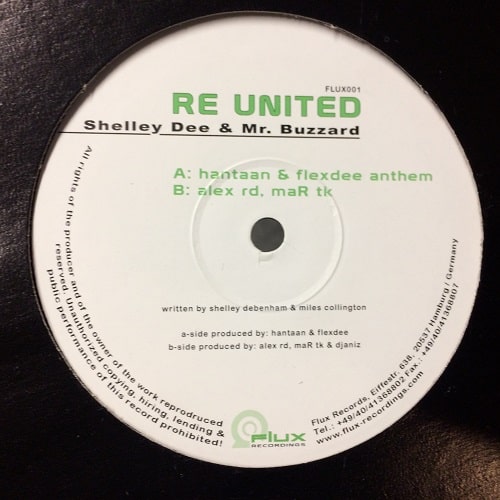 FLUX001
RE UNITED
Shelley Dee & Mr. Buzzard
A: hantaan & flexdee anthem
B: alex rd, maR tk
written by shelley debenham & miles collington
a-side produced by: hantaan & flexdee
b-side produced by: alex rd, maR tk & djaniz
All rights of the producer and of the owner of the work reprodruced
reserved. Unauthorized copying, hiring, lending &
public performance of this record prohibited!
flux
RECORDINGS
Flux Records, Eiffestr. 638, 20537 Hamburg / Germany
Tel.: +49/40/41368802 Fax.: +49/40/41368807
www.flux-recordings.com